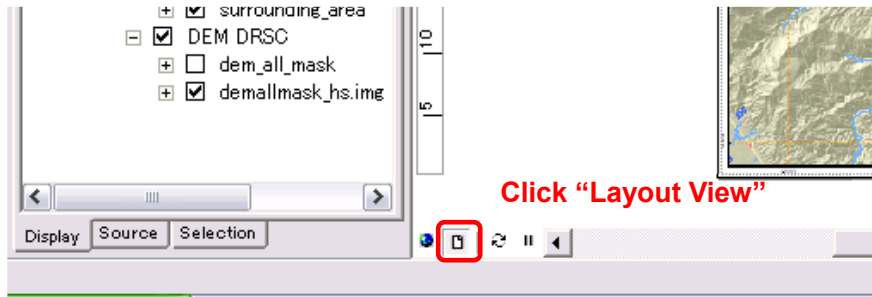 surrounding_area
DEM DRSC
dem_all_mask
demallmask_hs.img
10
5
Click “Layout View”
Display Source Selection